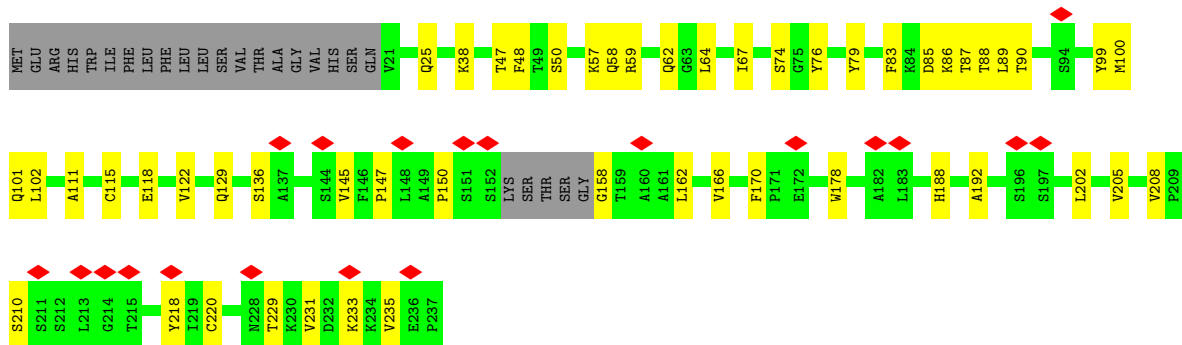 MET GLU ARG HIS TRP ILE PHE LEU LEU PHE LEU LEU SER VAL THR ALA GLY VAL HIS SER GLN V21 Q25 K38 T47 F48 T49 S50 K57 Q58 R59 Q62 G63 L64 I67 S74 G75 Y76 Y79 F83 K84 D85 K86 T87 T88 L89 T90 S94 Y99 M100
Q101 L102 A111 C115 E118 V122 Q129 S136 A137 S144 V145 F146 P147 L148 A149 P150 S151 S152 LYS SER THR SER GLY G158 T159 A160 A161 L162 V166 F170 P171 E172 W178 A182 L183 H188 A192 S196 S197 L202 V205 V208 P209
S210 S211 S212 L213 G214 T215 Y218 I219 C220 N228 T229 K230 V231 D232 K233 K234 V235 E236 P237